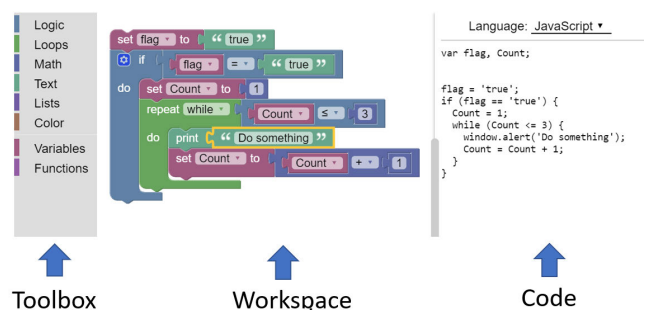 Logic
Loops
Math
Text
Lists
Color
Variables
Functions
set flag to “ true ”
if flag = “ true ”
do set Count to 1
repeat while Count ≤ 3
do print “ Do something ”
set Count to Count + 1
Language: JavaScript
var flag, Count;
flag = 'true';
if (flag == 'true') {
Count = 1;
while (Count <= 3) {
window.alert('Do something');
Count = Count + 1;
}
}
Toolbox
Workspace
Code